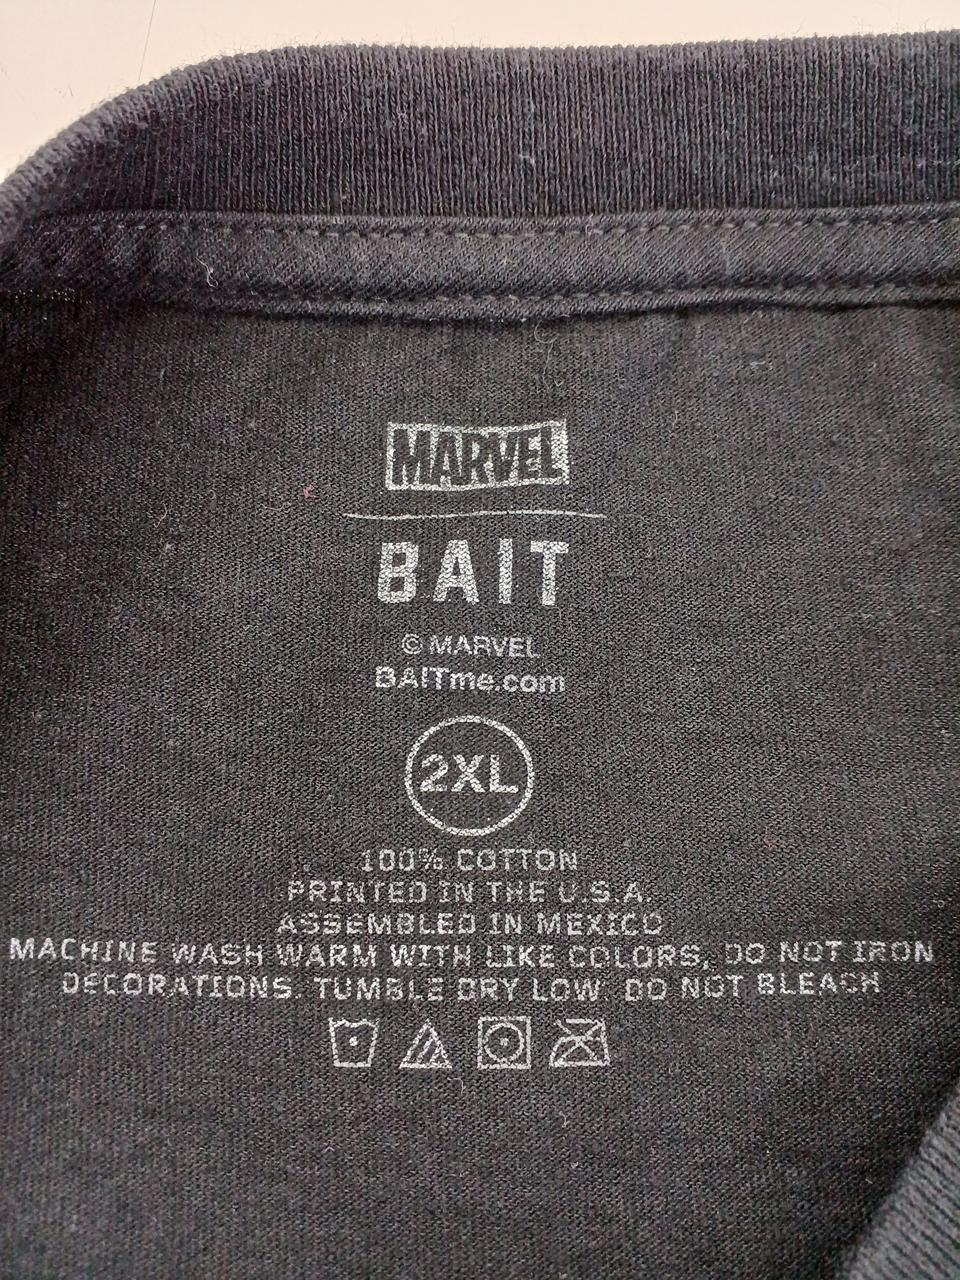 MARVEL
BAIT
© MARVEL
BAITme.com
2XL
100% COTTON
PRINTED IN THE U.S.A.
ASSEMBLED IN MEXICO
MACHINE WASH WARM WITH LIKE COLORS, DO NOT IRON
DECORATIONS. TUMBLE DRY LOW. DO NOT BLEACH